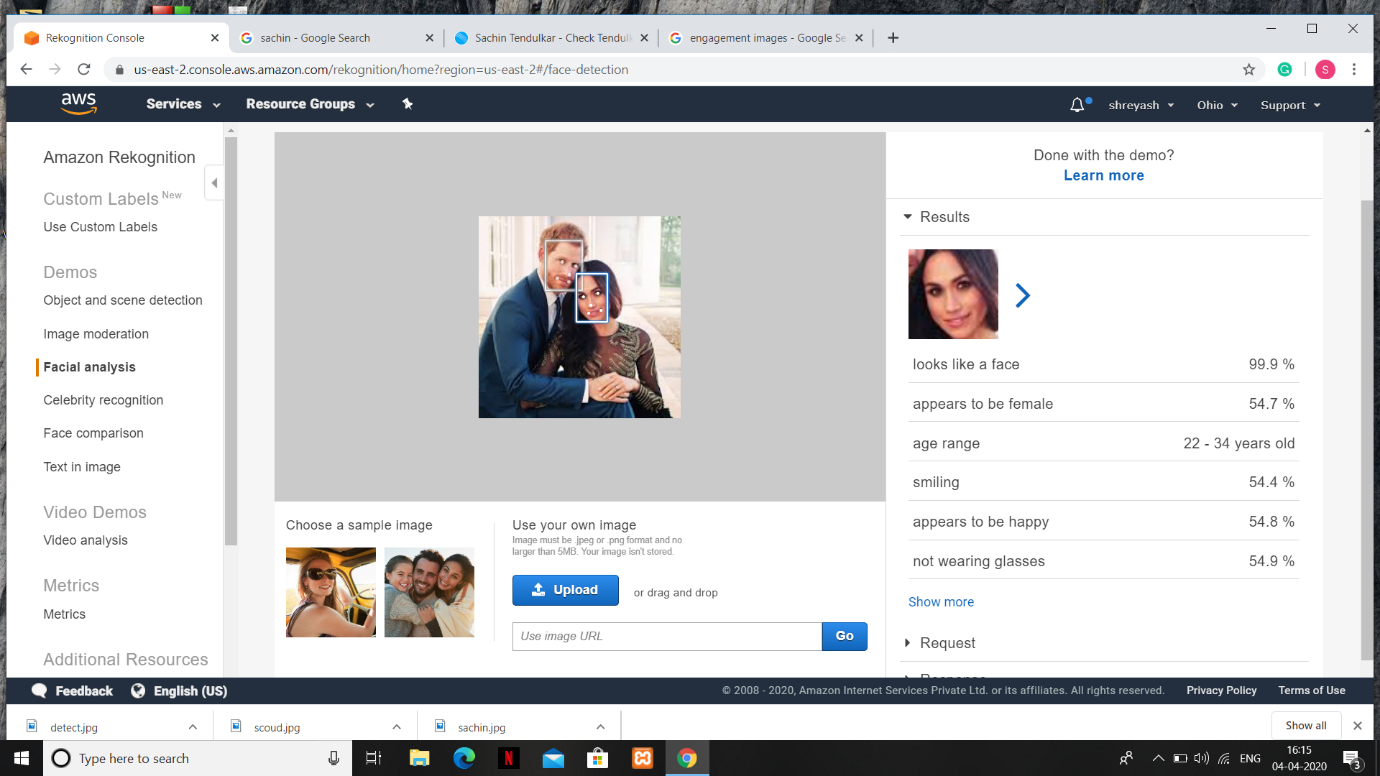 Rekognition Console
sachin - Google Search
Sachin Tendulkar - Check Tendul
engagement images - Google Se
us-east-2.console.aws.amazon.com/rekognition/home?region=us-east-2#/face-detection
S
aws
Services
Resource Groups
shreyash
Ohio
Support
Amazon Rekognition
Custom Labels New
Use Custom Labels
Demos
Object and scene detection
Image moderation
Facial analysis
Celebrity recognition
Face comparison
Text in image
Video Demos
Video analysis
Metrics
Metrics
Additional Resources
Choose a sample image
Use your own image
Image must be .jpeg or .png format and no
larger than 5MB. Your image isn't stored.
Upload
or drag and drop
Use image URL
Go
Done with the demo?
Learn more
Results
looks like a face 99.9 %
appears to be female 54.7 %
age range 22 - 34 years old
smiling 54.4 %
appears to be happy 54.8 %
not wearing glasses 54.9 %
Show more
Request
Response
Feedback
English (US)
© 2008 - 2020, Amazon Internet Services Private Ltd. or its affiliates. All rights reserved.
Privacy Policy
Terms of Use
detect.jpg
scoud.jpg
sachin.jpg
Show all
Type here to search
ENG
16:15
04-04-2020
3